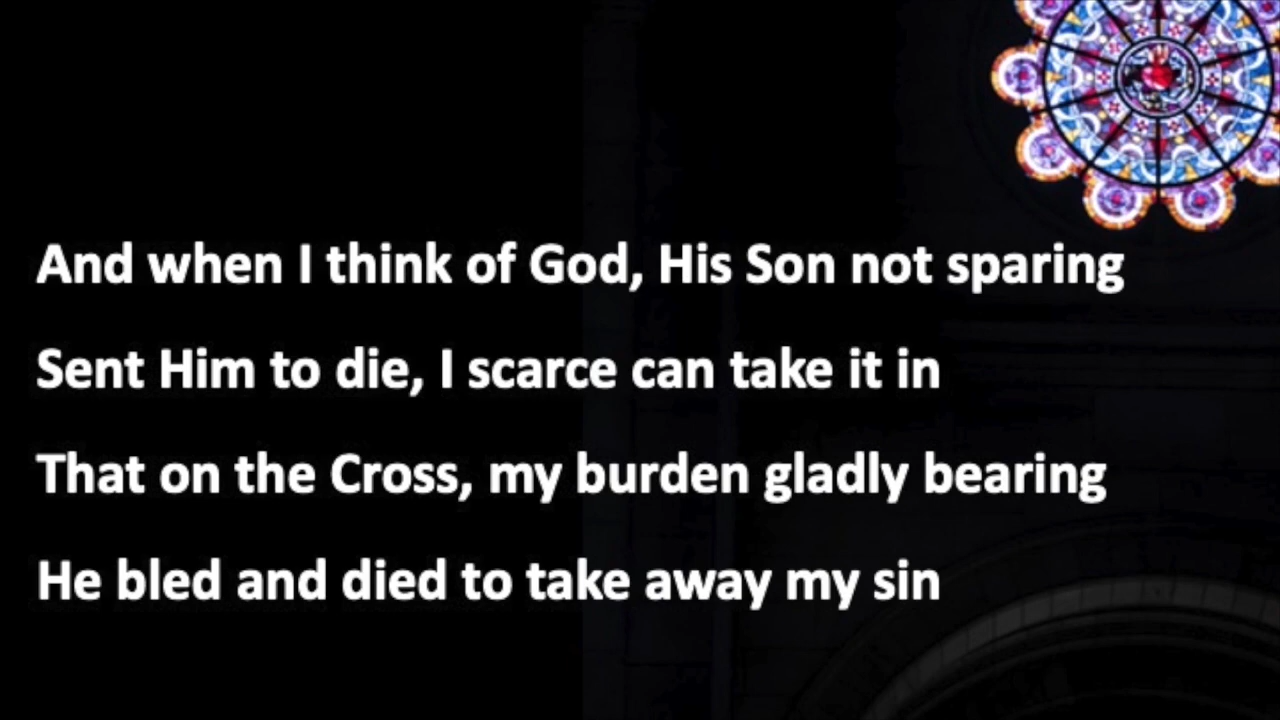 And when I think of God, His Son not sparing
Sent Him to die, I scarce can take it in
That on the Cross, my burden gladly bearing
He bled and died to take away my sin